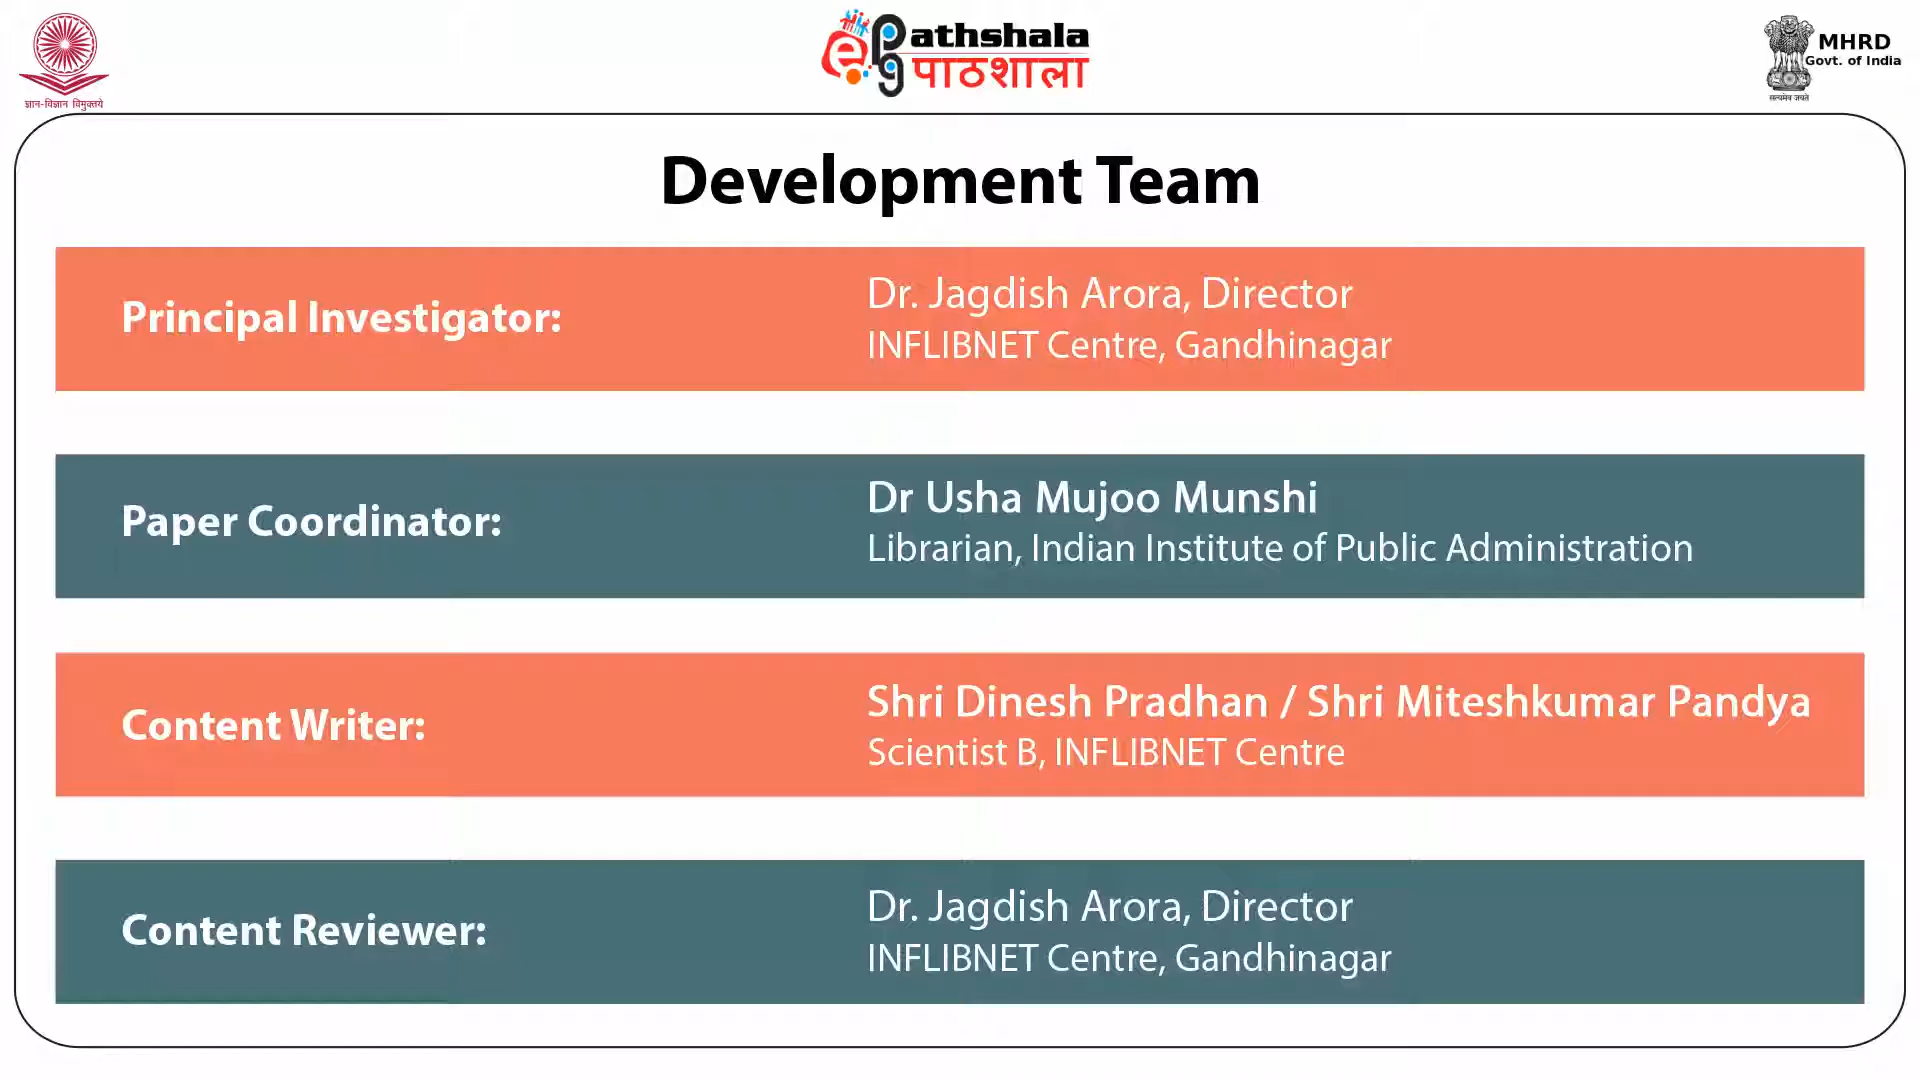 ज्ञान-विज्ञान विमुक्तये
ePathshala
पाठशाला
सत्यमेव जयते
MHRD
Govt. of India
Development Team
Principal Investigator:
Dr. Jagdish Arora, Director
INFLIBNET Centre, Gandhinagar
Paper Coordinator:
Dr Usha Mujoo Munshi
Librarian, Indian Institute of Public Administration
Content Writer:
Shri Dinesh Pradhan / Shri Miteshkumar Pandya
Scientist B, INFLIBNET Centre
Content Reviewer:
Dr. Jagdish Arora, Director
INFLIBNET Centre, Gandhinagar